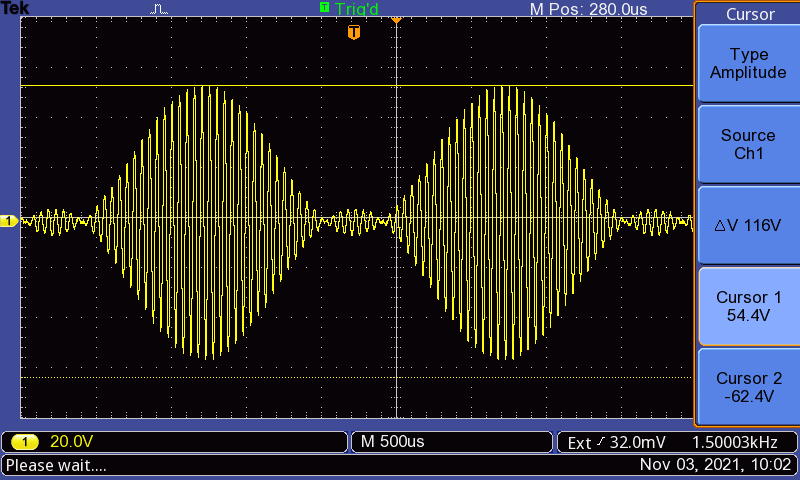 Tek
T Trig'd
M Pos: 280.0us
Cursor
T
Type
Amplitude
Source
Ch1
1
△V 116V
Cursor 1
54.4V
Cursor 2
-62.4V
1 20.0V
M 500us
Ext / 32.0mV
1.50003kHz
Please wait....
Nov 03, 2021, 10:02